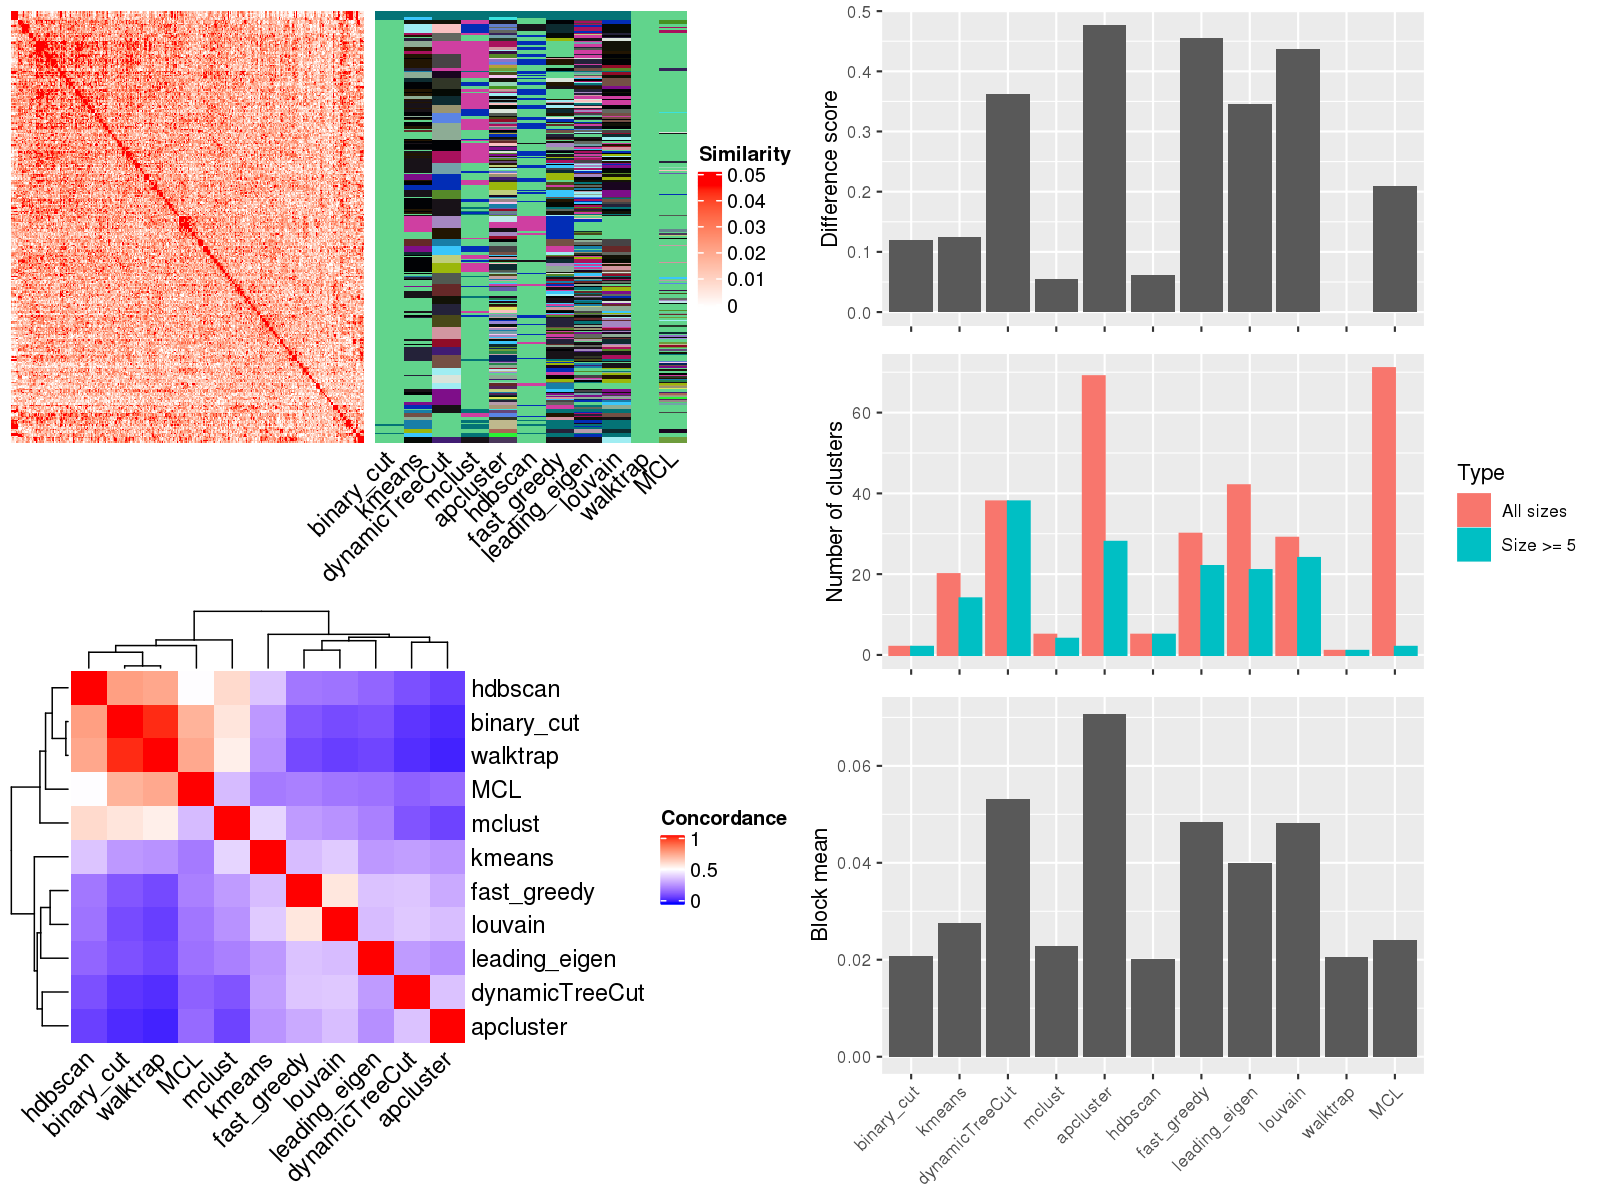 Similarity
0.05
0.04
0.03
0.02
0.01
0
binary_cut
kmeans
dynamicTreeCut
mclust
apcluster
hdbscan
fast_greedy
leading_eigen
louvain
walktrap
MCL
hdbscan
binary_cut
walktrap
MCL
mclust
kmeans
fast_greedy
louvain
leading_eigen
dynamicTreeCut
apcluster
hdbscan
binary_cut
walktrap
MCL
mclust
kmeans
fast_greedy
louvain
leading_eigen
dynamicTreeCut
apcluster
Concordance
1
0.5
0
Difference score
0.5
0.4
0.3
0.2
0.1
0.0
Number of clusters
60
40
20
0
Type
All sizes
Size >= 5
Block mean
0.06
0.04
0.02
0.00
binary_cut
kmeans
dynamicTreeCut
mclust
apcluster
hdbscan
fast_greedy
leading_eigen
louvain
walktrap
MCL